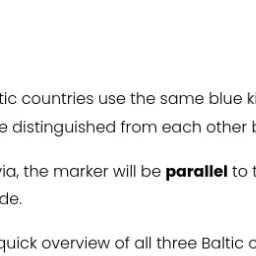 tic countries use the same blue ki
e distinguished from each other b
via, the marker will be parallel to t
de.
quick overview of all three Baltic c